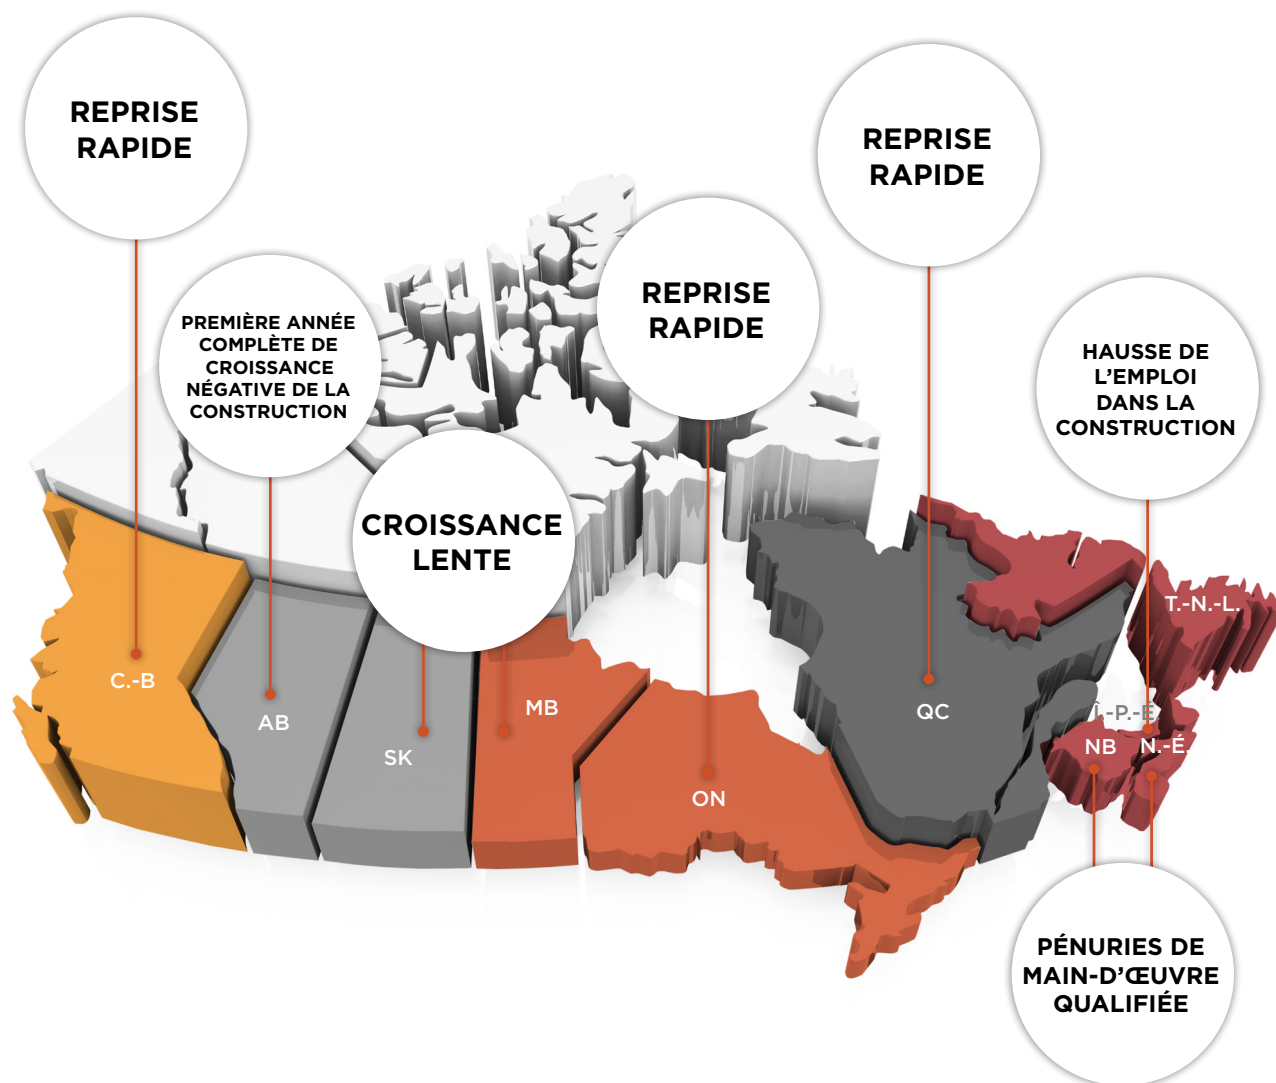 REPRISE
RAPIDE
REPRISE
RAPIDE
REPRISE
RAPIDE
PREMIÈRE ANNÉE
COMPLÈTE DE
CROISSANCE
NÉGATIVE DE LA
CONSTRUCTION
HAUSSE DE
L'EMPLOI
DANS LA
CONSTRUCTION
CROISSANCE
LENTE
T.-N.-L.
C.-B
AB
SK
MB
ON
QC
Î.-P.-É.
NB
N.-É.
PÉNURIES DE
MAIN-D'ŒUVRE
QUALIFIÉE